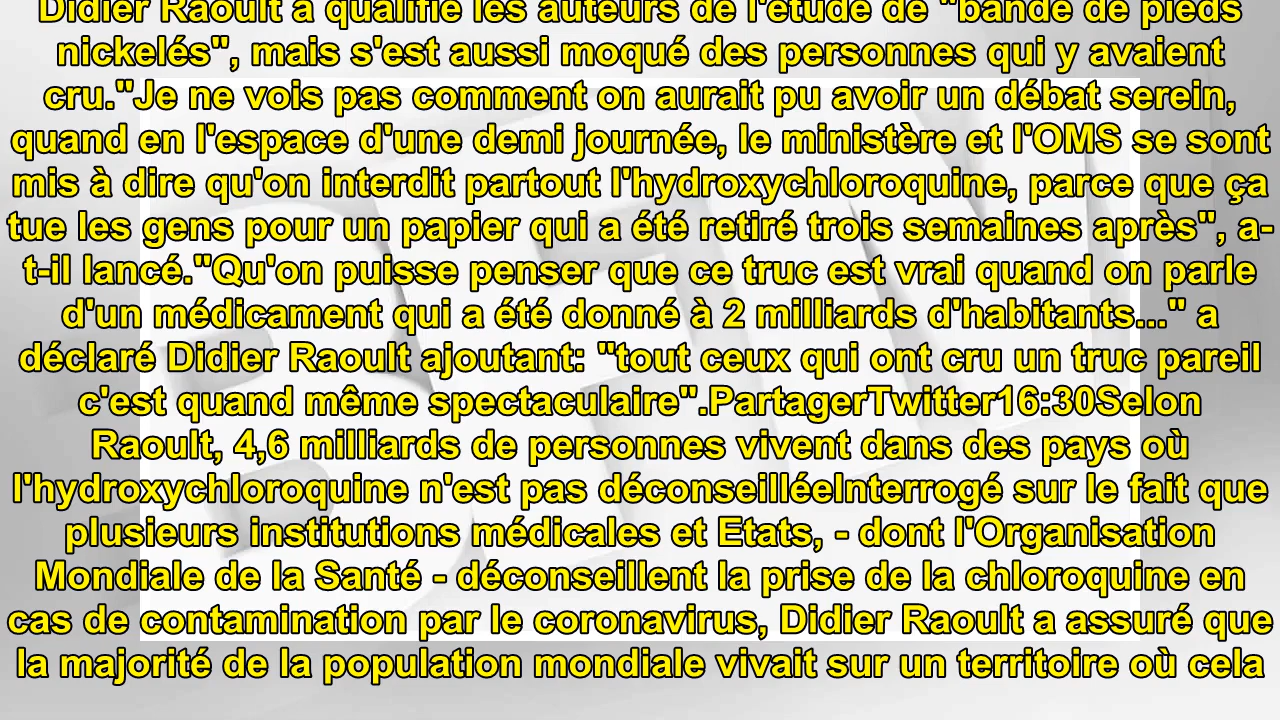 Didier Raoult a qualifié les auteurs de l'étude de "bande de pieds
nickelés", mais s'est aussi moqué des personnes qui y avaient
cru."Je ne vois pas comment on aurait pu avoir un débat serein,
quand en l'espace d'une demi journée, le ministère et l'OMS se sont
mis à dire qu'on interdit partout l'hydroxychloroquine, parce que ça
tue les gens pour un papier qui a été retiré trois semaines après", a-
t-il lancé."Qu'on puisse penser que ce truc est vrai quand on parle
d'un médicament qui a été donné à 2 milliards d'habitants..." a
déclaré Didier Raoult ajoutant: "tout ceux qui ont cru un truc pareil
c'est quand même spectaculaire".PartagerTwitter16:30Selon
Raoult, 4,6 milliards de personnes vivent dans des pays où
l'hydroxychloroquine n'est pas déconseilléeInterrogé sur le fait que
plusieurs institutions médicales et Etats, - dont l'Organisation
Mondiale de la Santé - déconseillent la prise de la chloroquine en
cas de contamination par le coronavirus, Didier Raoult a assuré que
la majorité de la population mondiale vivait sur un territoire où cela